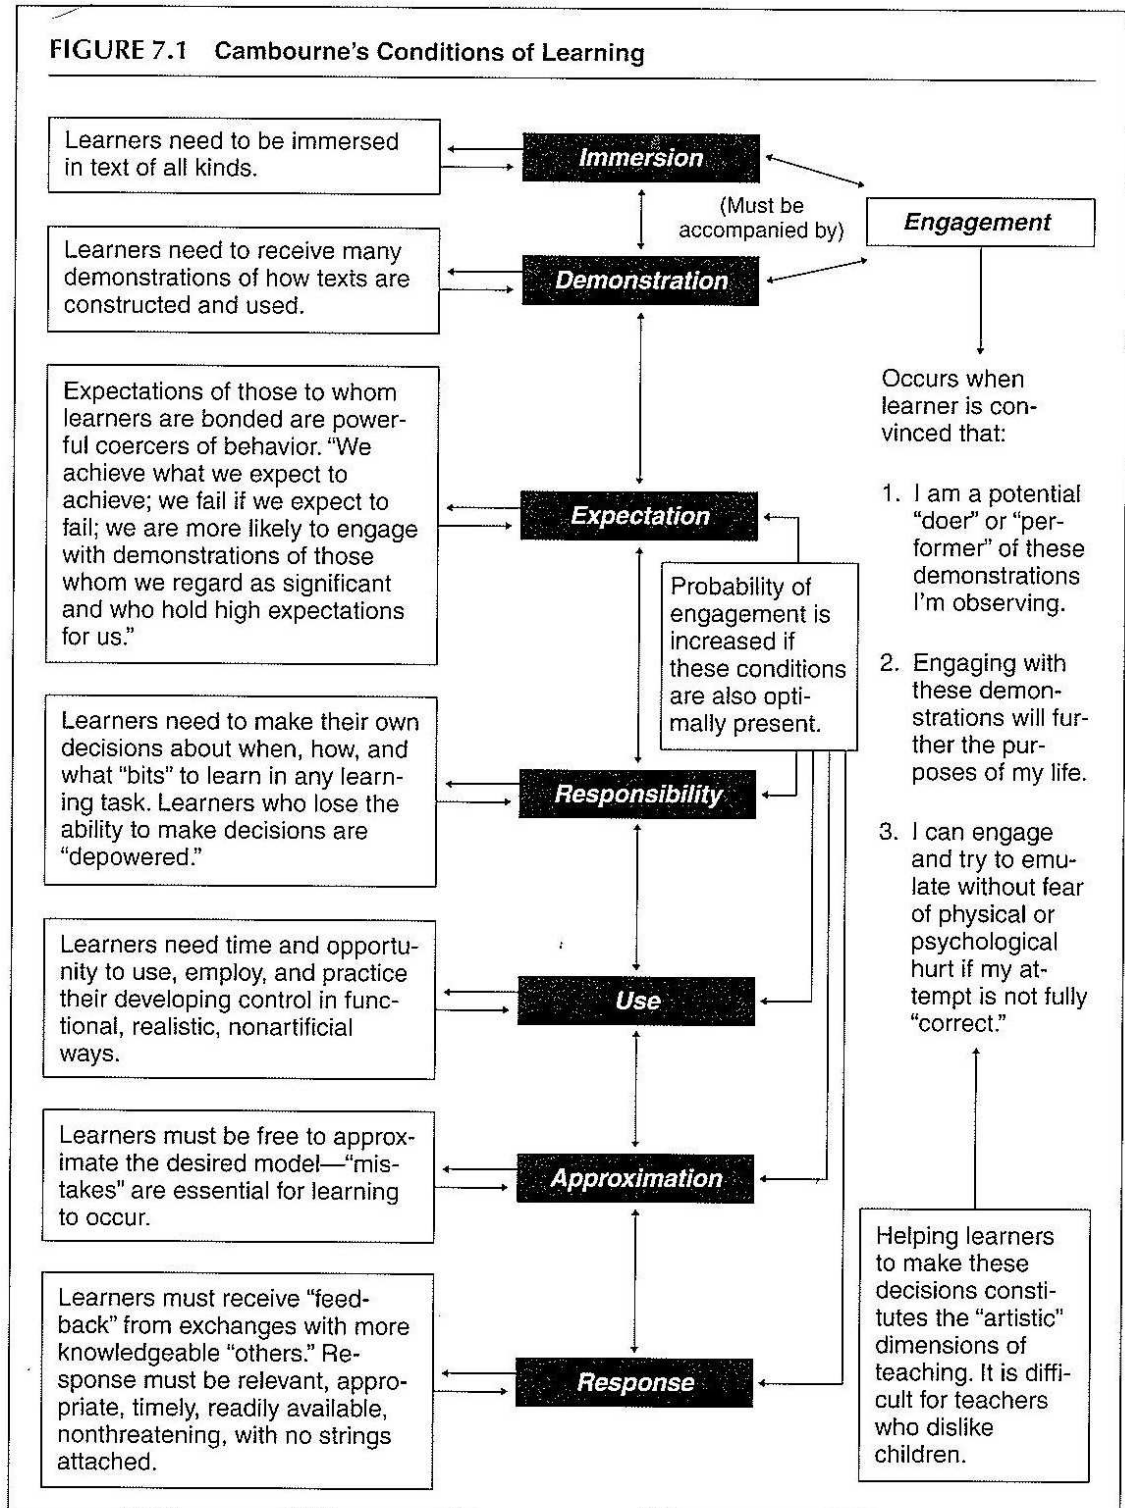 FIGURE 7.1 Cambourne's Conditions of Learning
Learners need to be immersed
in text of all kinds.
Immersion
(Must be
accompanied by)
Engagement
Learners need to receive many
demonstrations of how texts are
constructed and used.
Demonstration
Occurs when
learner is con-
vinced that:
1. I am a potential
"doer" or "per-
former" of these
demonstrations
I'm observing.
2. Engaging with
these demon-
strations will fur-
ther the pur-
poses of my life.
3. I can engage
and try to emu-
late without fear
of physical or
psychological
hurt if my at-
tempt is not fully
"correct."
Expectations of those to whom
learners are bonded are power-
ful coercers of behavior. "We
achieve what we expect to
achieve; we fail if we expect to
fail; we are more likely to engage
with demonstrations of those
whom we regard as significant
and who hold high expectations
for us."
Expectation
Probability of
engagement is
increased if
these conditions
are also opti-
mally present.
Learners need to make their own
decisions about when, how, and
what "bits" to learn in any learn-
ing task. Learners who lose the
ability to make decisions are
"depowered."
Responsibility
Learners need time and opportu-
nity to use, employ, and practice
their developing control in func-
tional, realistic, nonartificial
ways.
Use
Learners must be free to approx-
imate the desired model—"mis-
takes" are essential for learning
to occur.
Approximation
Learners must receive "feed-
back" from exchanges with more
knowledgeable "others." Re-
sponse must be relevant, appro-
priate, timely, readily available,
nonthreatening, with no strings
attached.
Response
Helping learners
to make these
decisions consti-
tutes the "artistic"
dimensions of
teaching. It is diffi-
cult for teachers
who dislike
children.